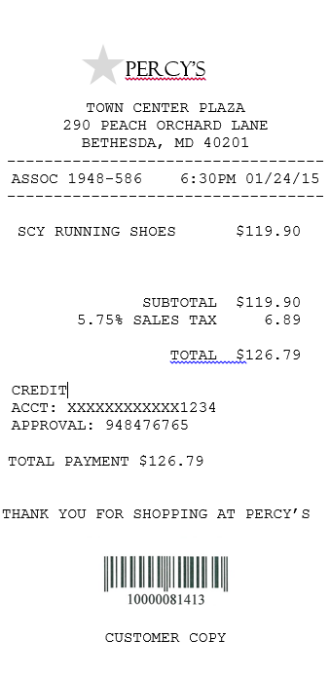 PERCY'S
TOWN CENTER PLAZA
290 PEACH ORCHARD LANE
BETHESDA, MD 40201
ASSOC 1948-586 6:30PM 01/24/15
SCY RUNNING SHOES $119.90
SUBTOTAL $119.90
5.75% SALES TAX 6.89
TOTAL $126.79
CREDIT
ACCT: XXXXXXXXXXXX1234
APPROVAL: 948476765
TOTAL PAYMENT $126.79
THANK YOU FOR SHOPPING AT PERCY’S
10000081413
CUSTOMER COPY